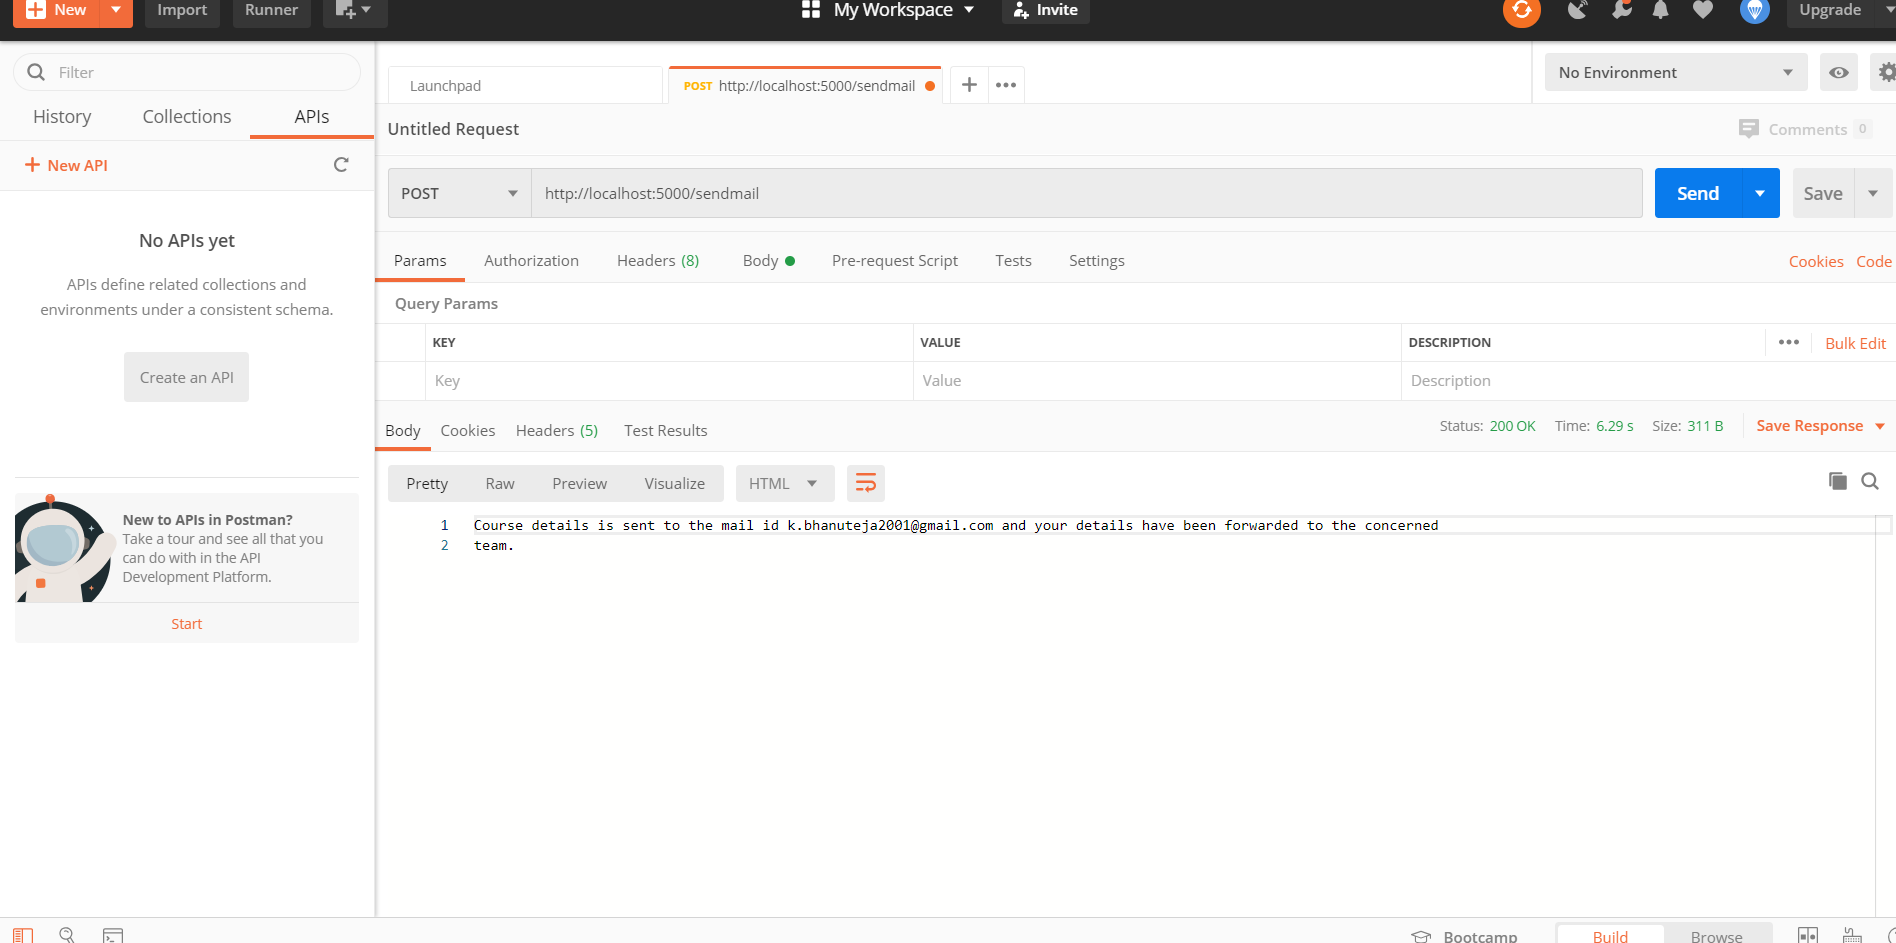 New
Import
Runner
My Workspace
Invite
Upgrade
Filter
History Collections APIs
New API
No APIs yet
APIs define related collections and
environments under a consistent schema.
Create an API
New to APIs in Postman?
Take a tour and see all that you
can do with in the API
Development Platform.
Start
Launchpad
POST http://localhost:5000/sendmail
No Environment
Untitled Request
Comments 0
POST http://localhost:5000/sendmail
Send
Save
Params Authorization Headers (8) Body Pre-request Script Tests Settings
Cookies Code
Query Params
KEY VALUE DESCRIPTION
Bulk Edit
Key Value Description
Body Cookies Headers (5) Test Results
Status: 200 OK Time: 6.29 s Size: 311 B
Save Response
Pretty Raw Preview Visualize HTML
1 Course details is sent to the mail id k.bhanuteja2001@gmail.com and your details have been forwarded to the concerned
2 team.
Bootcamp Build Browse